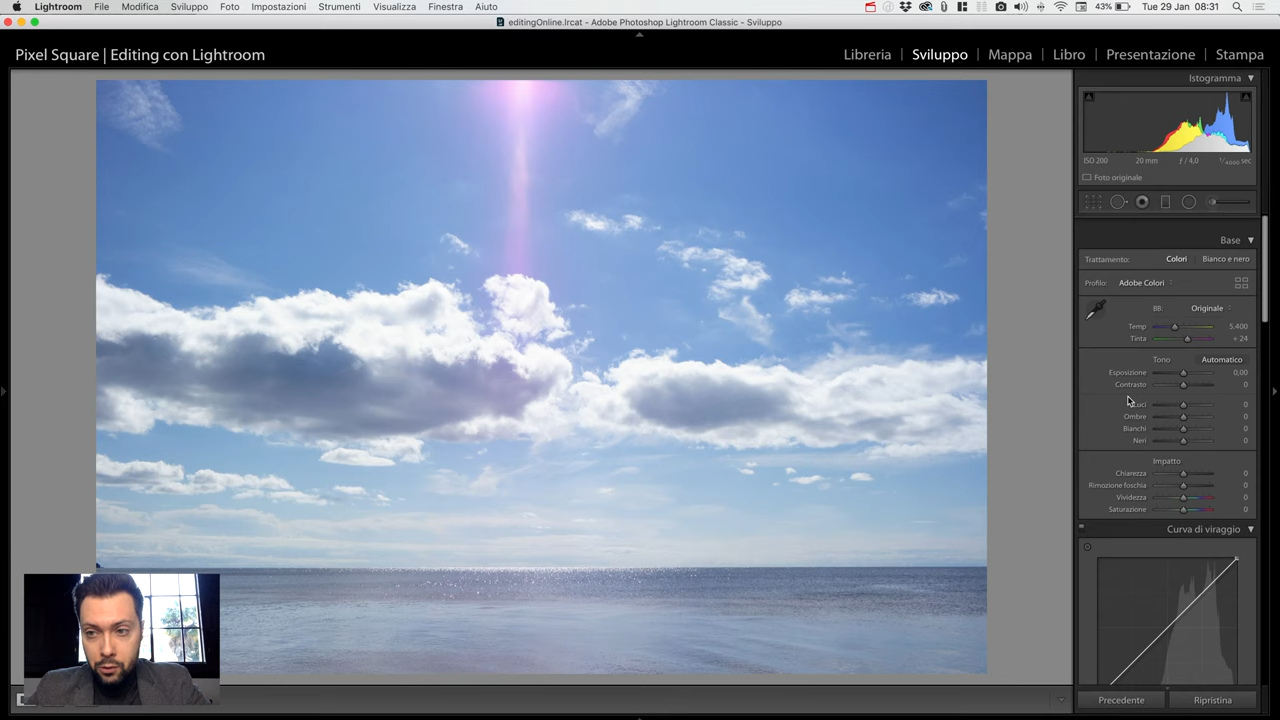 Lightroom File Modifica Sviluppo Foto Impostazioni Strumenti Visualizza Finestra Aiuto 43% Tue 29 Jan 08:31
editingOnline.lrcat - Adobe Photoshop Lightroom Classic - Sviluppo
Pixel Square | Editing con Lightroom
Libreria | Sviluppo | Mappa | Libro | Presentazione | Stampa
Istogramma
ISO 200 20 mm ƒ / 4,0 1/4000 sec
Foto originale
Base
Trattamento: Colori Bianco e nero
Profilo: Adobe Colori
BB: Originale
Temp 5.400
Tinta + 24
Tono Automatico
Esposizione 0,00
Contrasto 0
Luci 0
Ombre 0
Bianchi 0
Neri 0
Impatto
Chiarezza 0
Rimozione foschia 0
Vividezza 0
Saturazione 0
Curva di viraggio
Precedente Ripristina